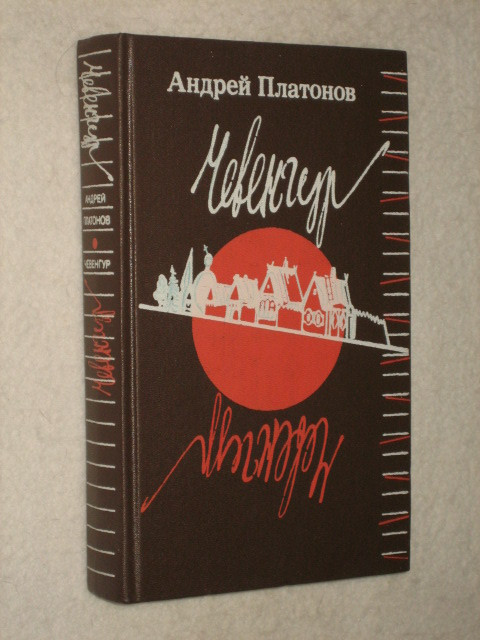 Андрей Платонов
Чевенгур
Чевенгур
Чевенгур
АНДРЕЙ
ПЛАТОНОВ
ЧЕВЕНГУР
Чевенгур